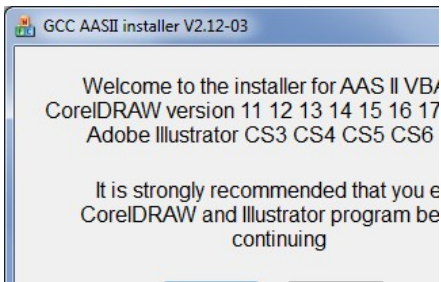 GCC AASII installer V2.12-03
Welcome to the installer for AAS II VBA
CorelDRAW version 11 12 13 14 15 16 17
Adobe Illustrator CS3 CS4 CS5 CS6
It is strongly recommended that you e
CorelDRAW and Illustrator program be
continuing